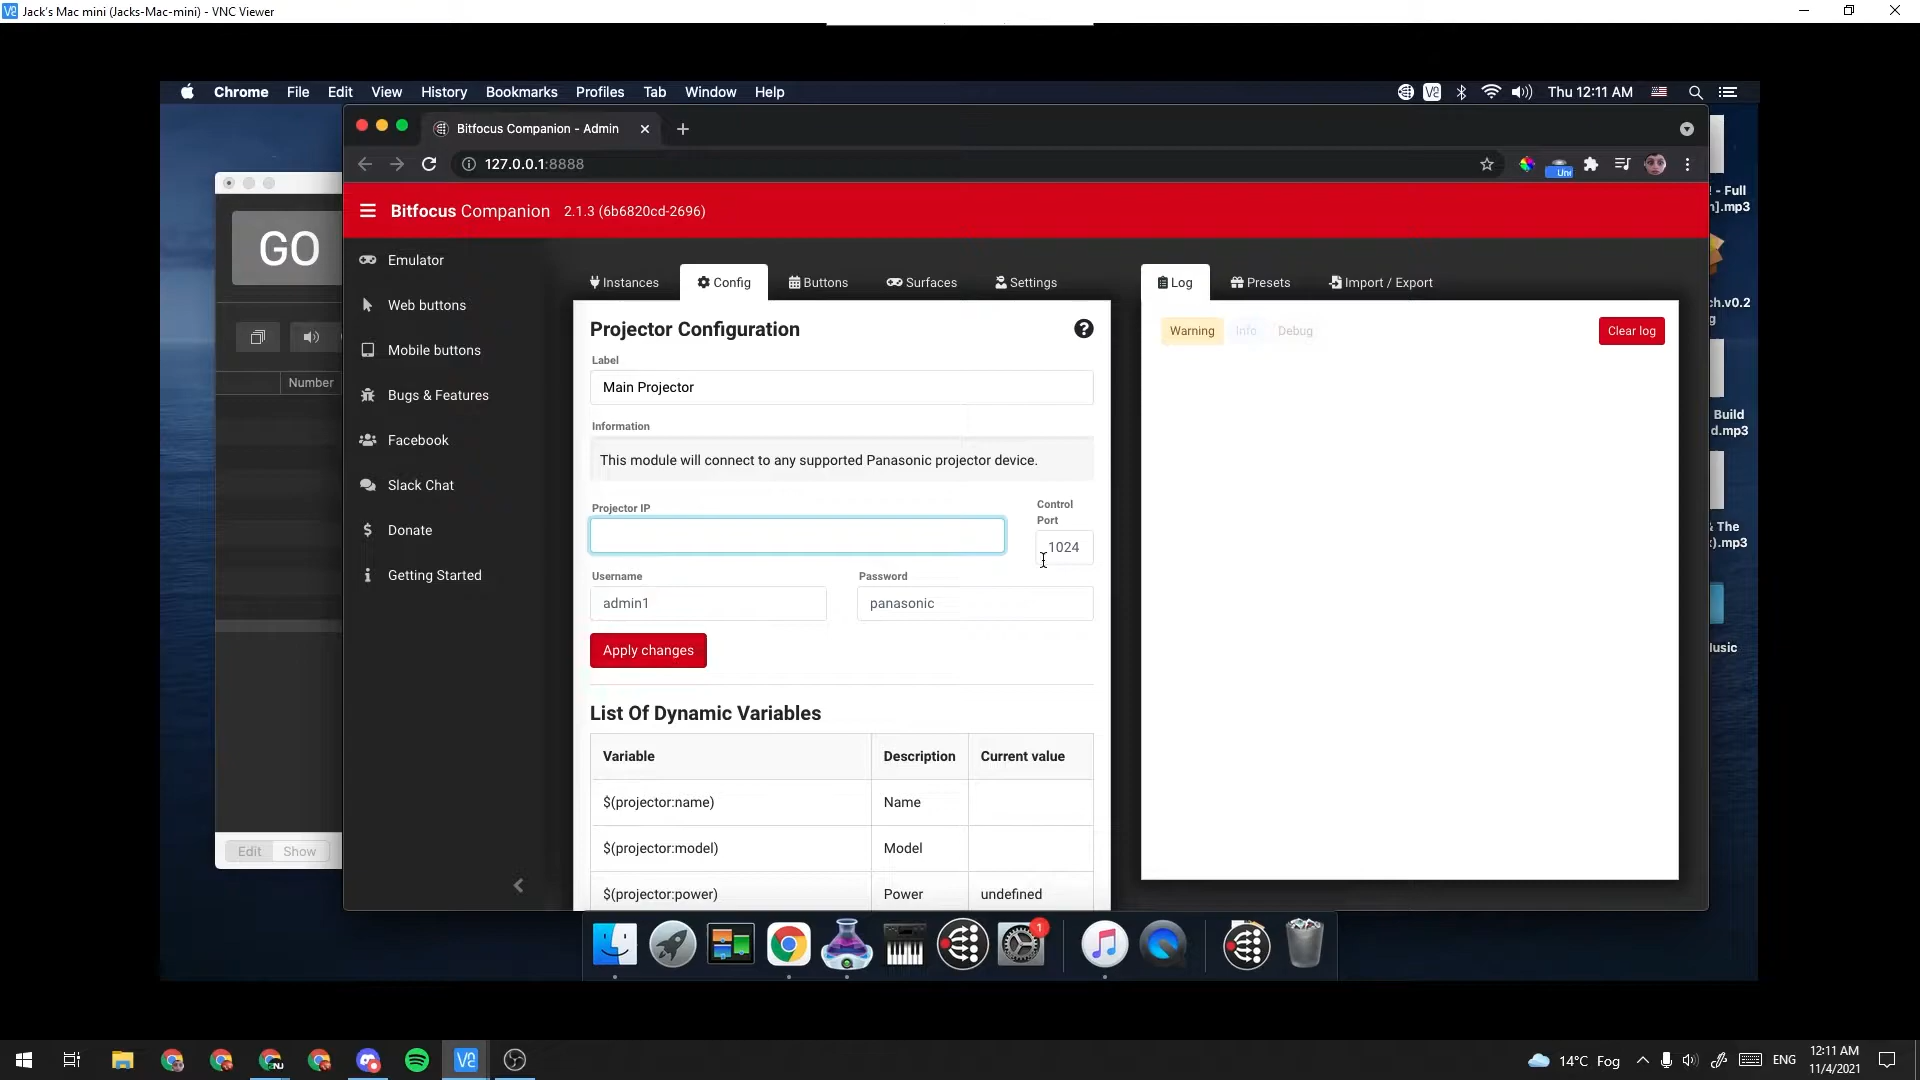 Jack's Mac mini (Jacks-Mac-mini) - VNC Viewer
Chrome File Edit View History Bookmarks Profiles Tab Window Help
Thu 12:11 AM
Bitfocus Companion - Admin
127.0.0.1:8888
Un
Bitfocus Companion 2.1.3 (6b6820cd-2696)
GO
Number
Edit
Show
Emulator
Web buttons
Mobile buttons
Bugs & Features
Facebook
Slack Chat
Donate
Getting Started
Instances
Config
Buttons
Surfaces
Settings
Projector Configuration
Label
Main Projector
Information
This module will connect to any supported Panasonic projector device.
Projector IP
Control
Port
1024
Username
Password
admin1
panasonic
Apply changes
List Of Dynamic Variables
Variable Description Current value
$(projector:name) Name
$(projector:model) Model
$(projector:power) Power undefined
Log
Presets
Import / Export
Warning
Info
Debug
Clear log
! - Full
n].mp3
ch.v0.2
g
Build
d.mp3
& The
x).mp3
Music
1
14°C Fog
ENG
12:11 AM
11/4/2021